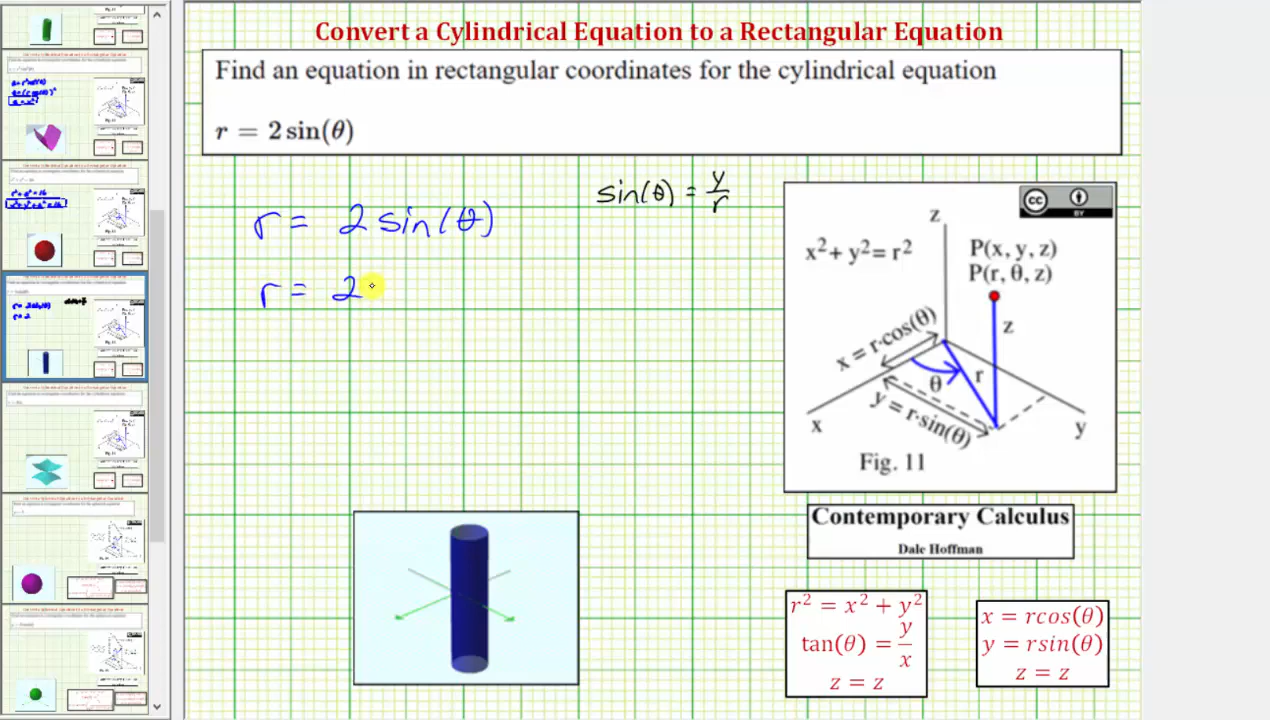 Convert a Cylindrical Equation to a Rectangular Equation
Find an equation in rectangular coordinates for the cylindrical equation
r = 2 sin(θ)
sin(θ) = y/r
r = 2 sin(θ)
r = 2
CC BY
z
x² + y² = r²
P(x, y, z)
P(r, θ, z)
z
x = r·cos(θ)
r
θ
y = r·sin(θ)
x
y
Fig. 11
Contemporary Calculus
Dale Hoffman
r² = x² + y²
tan(θ) = y/x
z = z
x = rcos(θ)
y = rsin(θ)
z = z